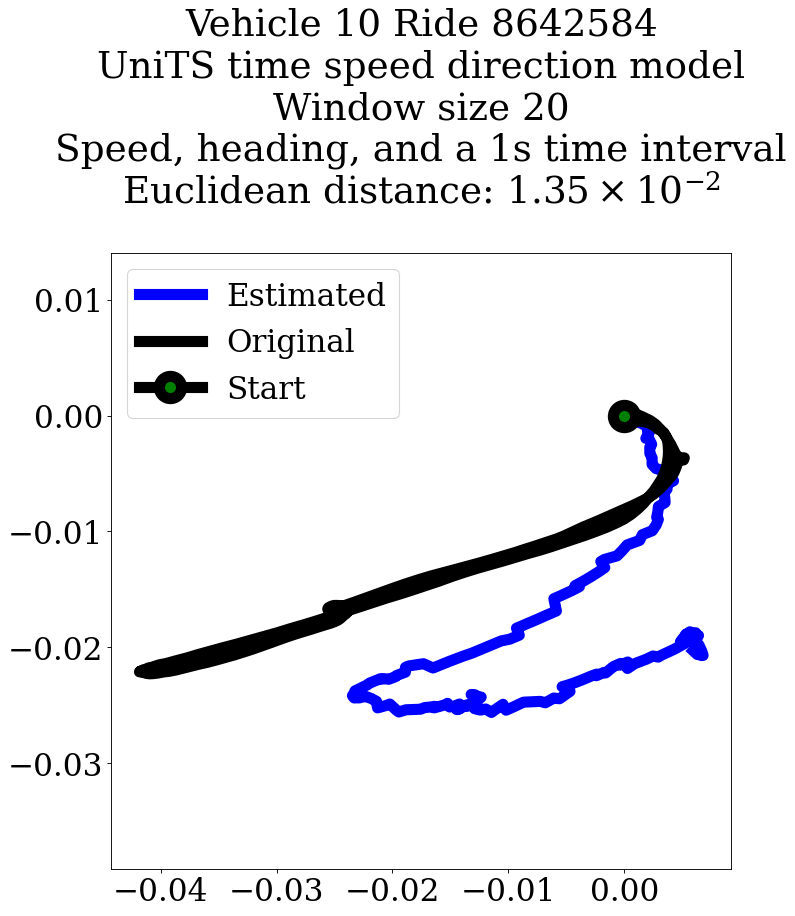 Vehicle 10 Ride 8642584
UniTS time speed direction model
Window size 20
Speed, heading, and a 1s time interval
Euclidean distance: 1.35 × 10⁻²
Estimated
Original
Start
0.01
0.00
−0.01
−0.02
−0.03
−0.04 −0.03 −0.02 −0.01 0.00